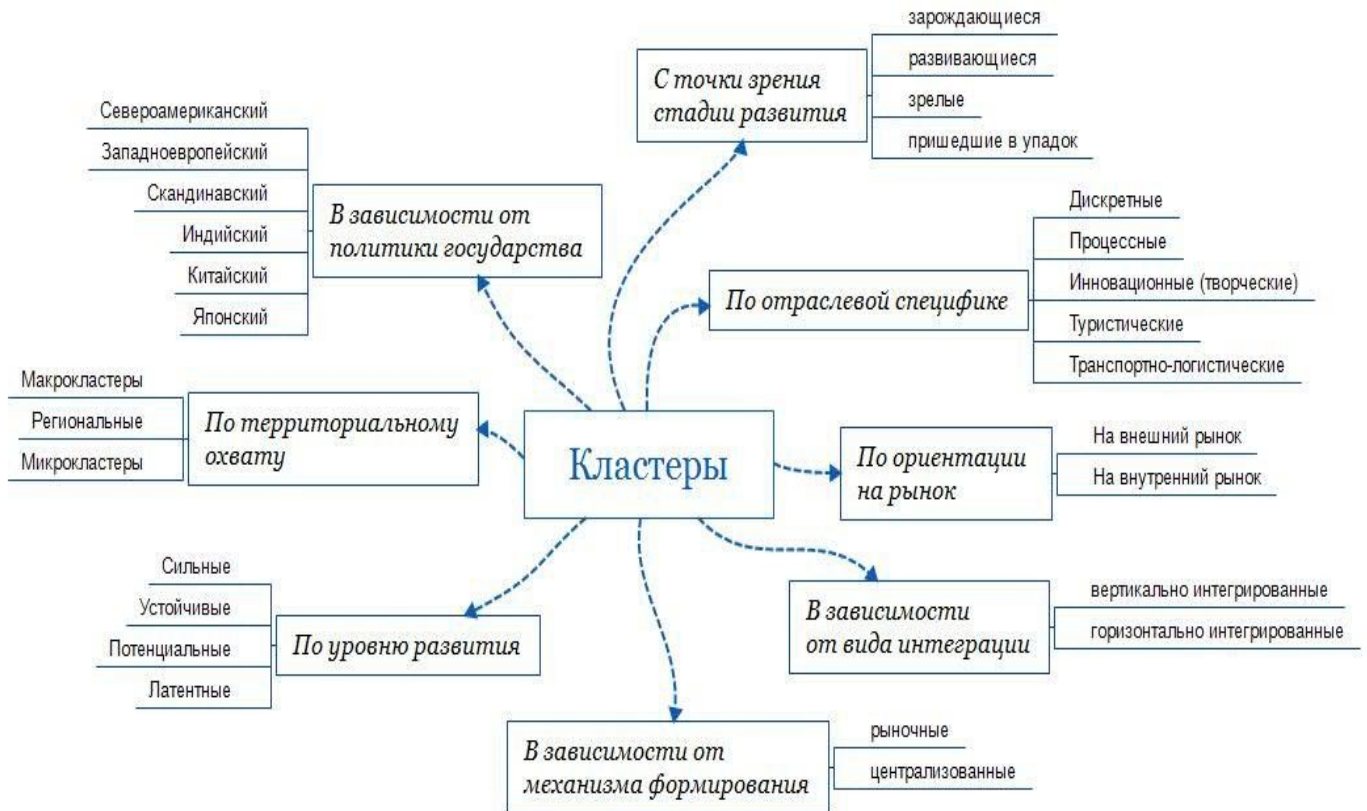 зарождающиеся
развивающиеся
зрелые
пришедшие в упадок
С точки зрения
стадии развития
Североамериканский
Западноевропейский
Скандинавский
Индийский
Китайский
Японский
В зависимости от
политики государства
Дискретные
Процессные
Инновационные (творческие)
Туристические
Транспортно-логистические
По отраслевой специфике
Макрокластеры
Региональные
Микрокластеры
По территориальному
охвату
Кластеры
По ориентации
на рынок
На внешний рынок
На внутренний рынок
Сильные
Устойчивые
Потенциальные
Латентные
По уровню развития
В зависимости
от вида интеграции
вертикально интегрированные
горизонтально интегрированные
В зависимости от
механизма формирования
рыночные
централизованные